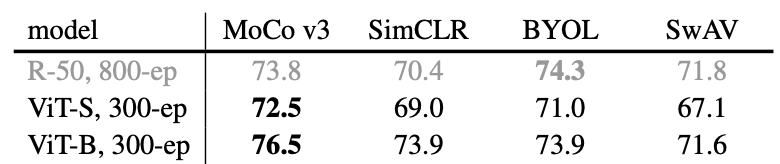 model MoCo v3 SimCLR BYOL SwAV
R-50, 800-ep 73.8 70.4 74.3 71.8
ViT-S, 300-ep 72.5 69.0 71.0 67.1
ViT-B, 300-ep 76.5 73.9 73.9 71.6